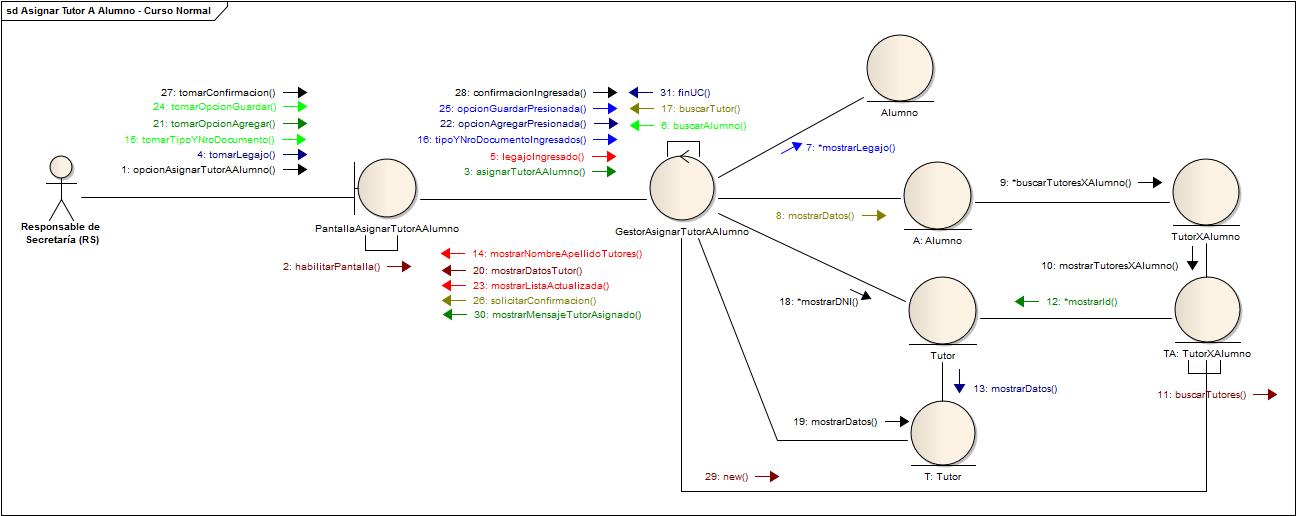 sd Asignar Tutor A Alumno - Curso Normal
27: tomarConfirmacion()
24: tomarOpcionGuardar()
21: tomarOpcionAgregar()
15: tomarTipoYNroDocumento()
4: tomarLegajo()
1: opcionAsignarTutorAAlumno()
28: confirmacionIngresada()
25: opcionGuardarPresionada()
22: opcionAgregarPresionada()
16: tipoYNroDocumentoIngresados()
5: legajoIngresado()
3: asignarTutorAAlumno()
31: finUC()
17: buscarTutor()
6: buscarAlumno()
Alumno
7: *mostrarLegajo()
Responsable de
Secretaría (RS)
PantallaAsignarTutorAAlumno
2: habilitarPantalla()
GestorAsignarTutorAAlumno
14: mostrarNombreApellidoTutores()
20: mostrarDatosTutor()
23: mostrarListaActualizada()
26: solicitarConfirmacion()
30: mostrarMensajeTutorAsignado()
8: mostrarDatos()
A: Alumno
9: *buscarTutoresXAlumno()
TutorXAlumno
10: mostrarTutoresXAlumno()
18: *mostrarDNI()
12: *mostrarId()
Tutor
TA: TutorXAlumno
13: mostrarDatos()
11: buscarTutores()
19: mostrarDatos()
T: Tutor
29: new()